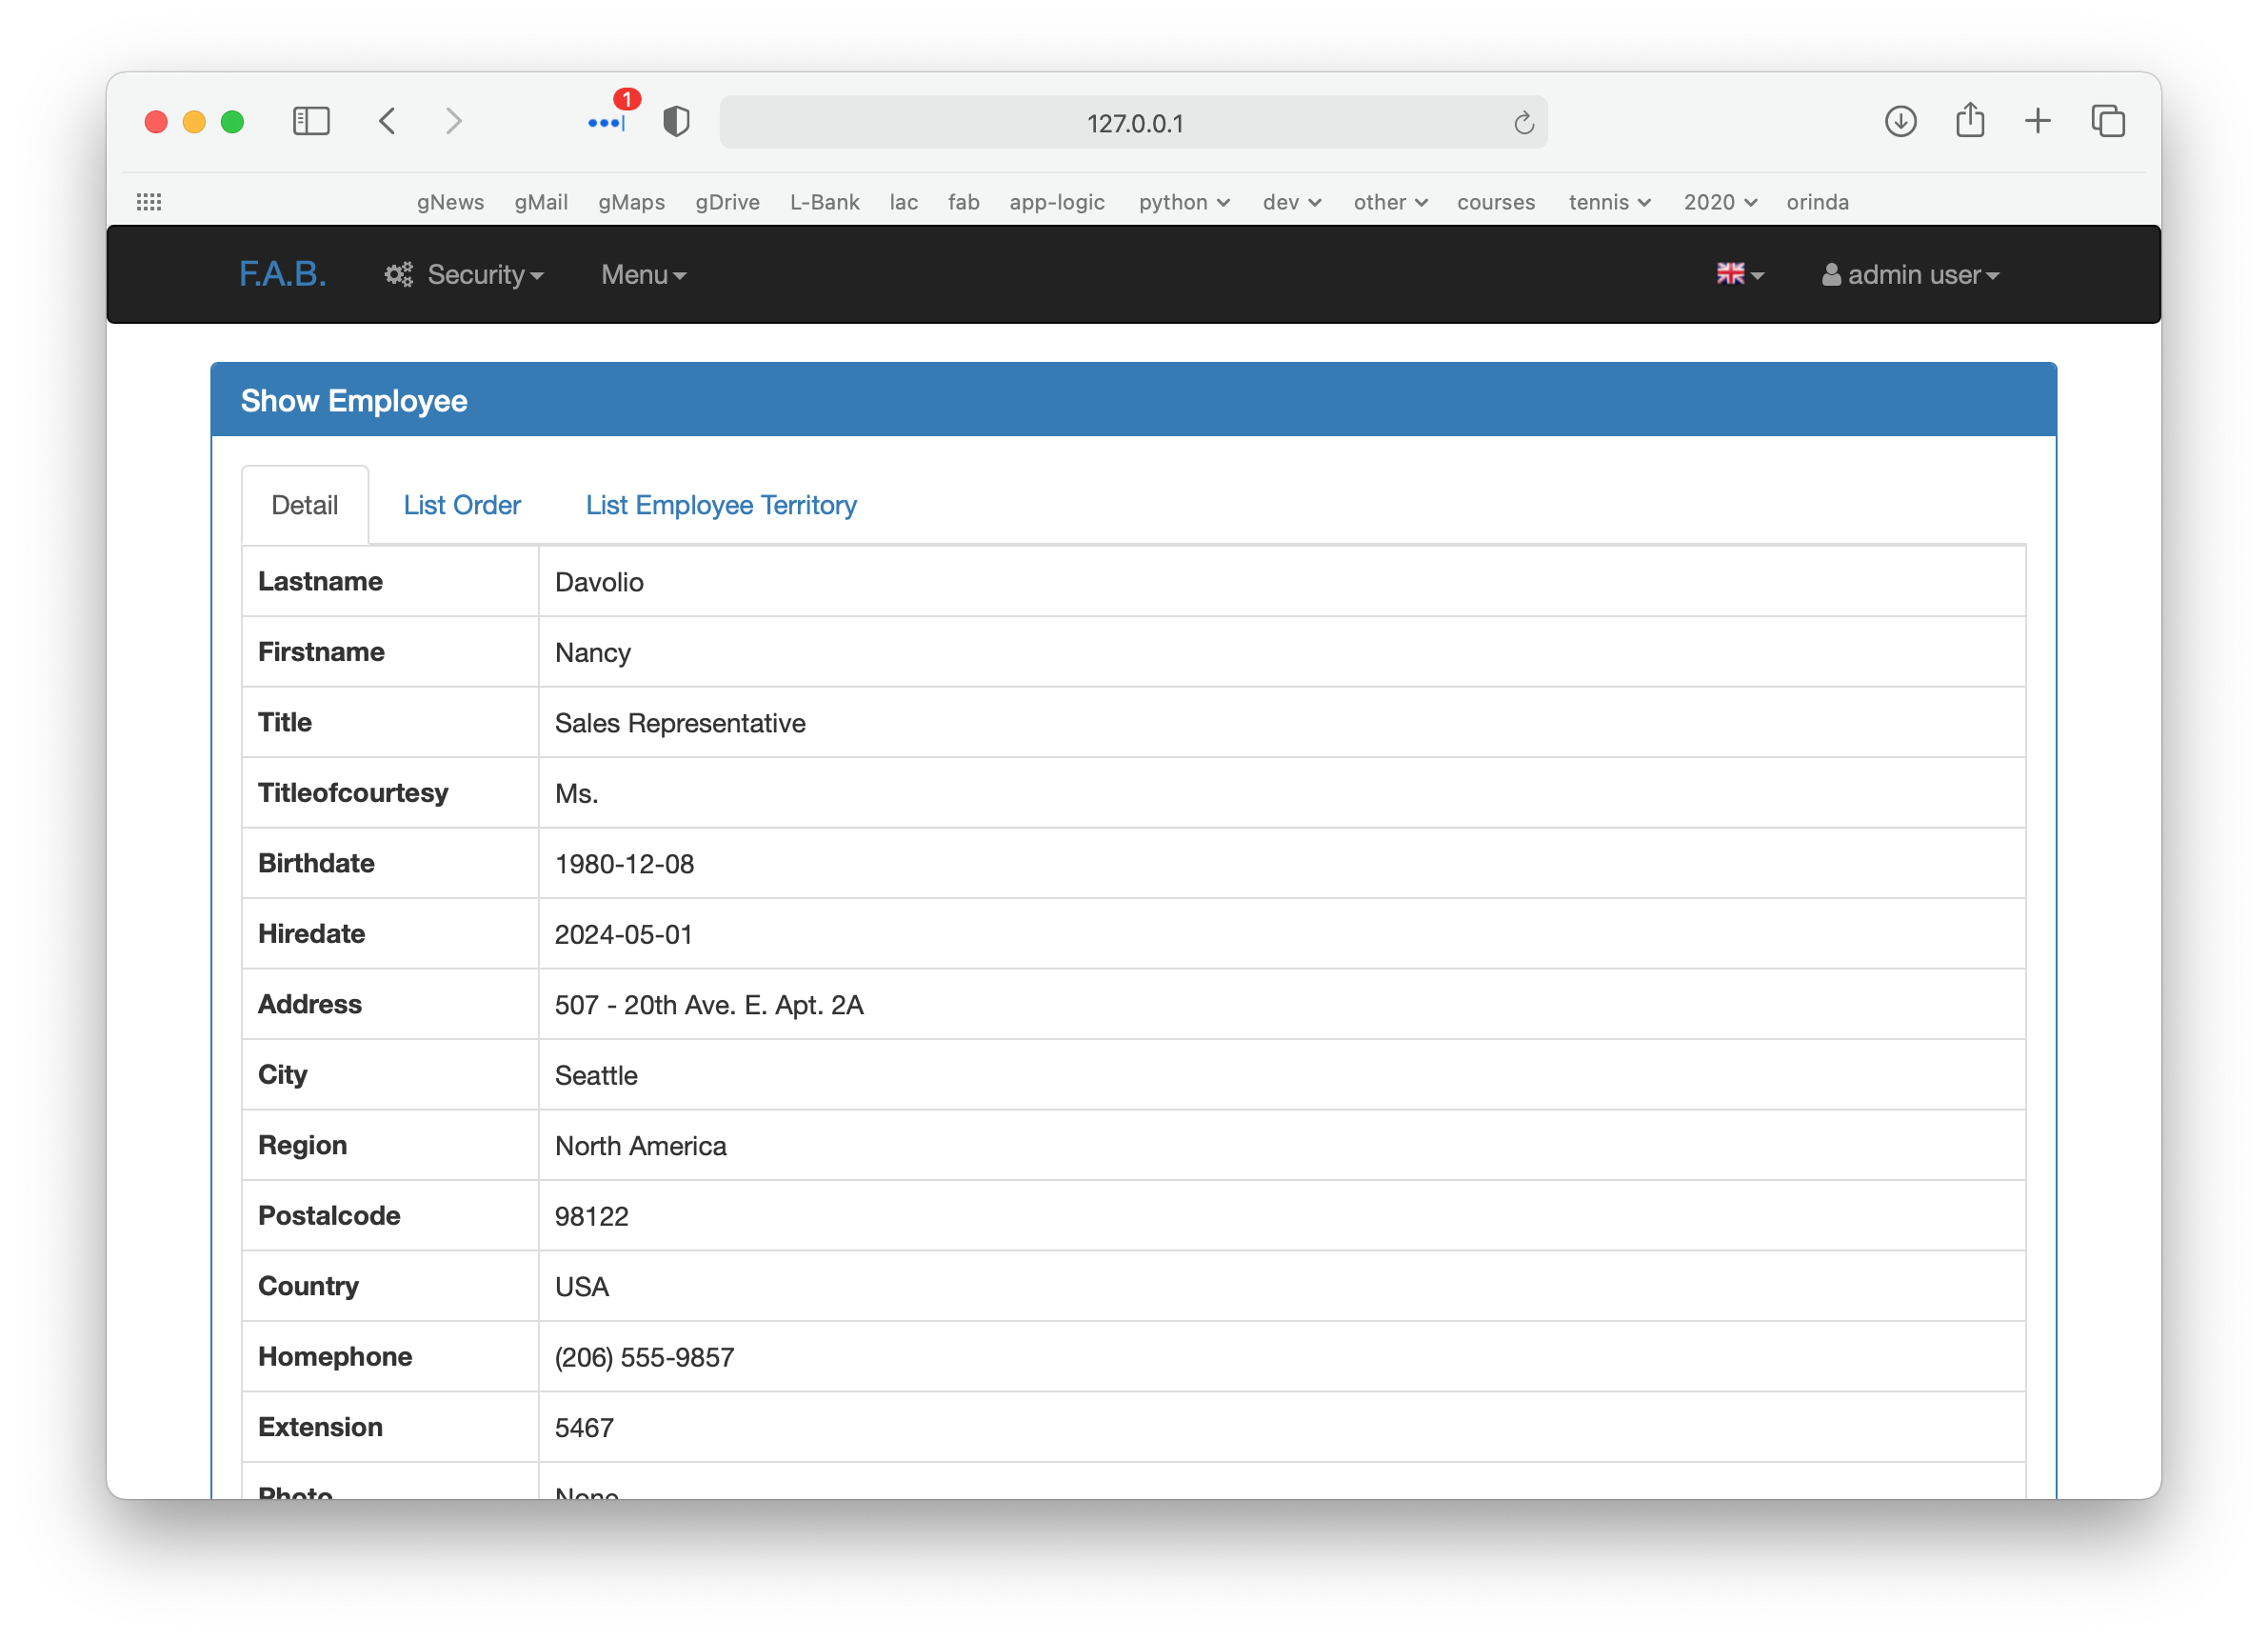 1
127.0.0.1
gNews gMail gMaps gDrive L-Bank lac fab app-logic python dev other courses tennis 2020 orinda
F.A.B. Security Menu admin user
Show Employee
Detail List Order List Employee Territory
Lastname Davolio
Firstname Nancy
Title Sales Representative
Titleofcourtesy Ms.
Birthdate 1980-12-08
Hiredate 2024-05-01
Address 507 - 20th Ave. E. Apt. 2A
City Seattle
Region North America
Postalcode 98122
Country USA
Homephone (206) 555-9857
Extension 5467
Photo None